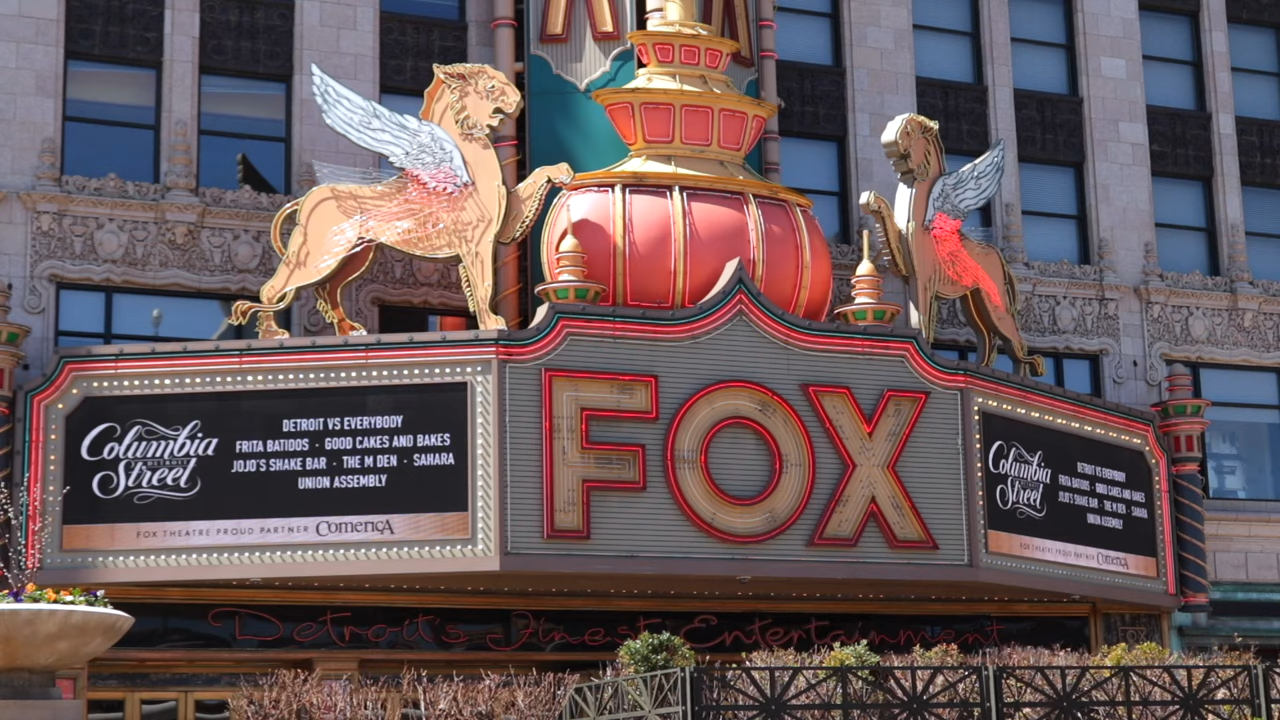 FOX
Columbia
Street
DETROIT
DETROIT VS EVERYBODY
FRITA BATIDOS · GOOD CAKES AND BAKES
JOJO'S SHAKE BAR · THE M DEN · SAHARA
UNION ASSEMBLY
FOX THEATRE PROUD PARTNER Comerica
Columbia
Street
DETROIT
DETROIT VS EVERYBODY
FRITA BATIDOS · GOOD CAKES AND BAKES
JOJO'S SHAKE BAR · THE M DEN · SAHARA
UNION ASSEMBLY
FOX THEATRE PROUD PARTNER Comerica
Detroit's Finest Entertainment